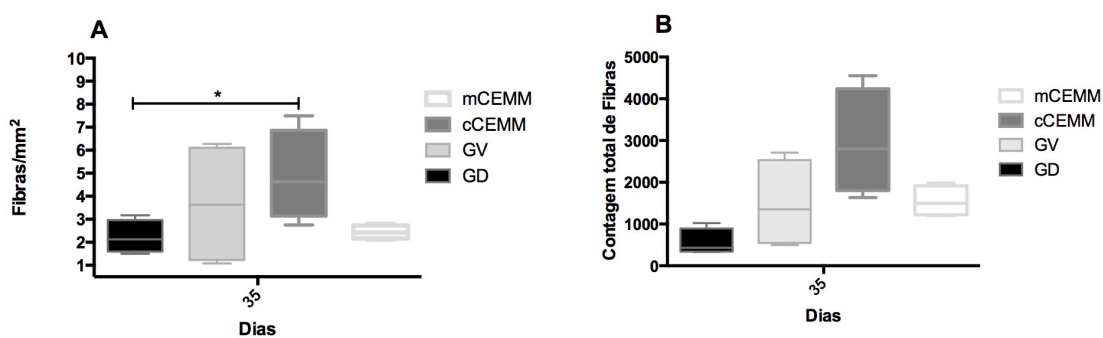 A
Fibras/mm²
10
9
8
7
6
5
4
3
2
1
*
35
Dias
mCEMM
cCEMM
GV
GD
B
Contagem total de Fibras
5000
4000
3000
2000
1000
0
35
Dias
mCEMM
cCEMM
GV
GD